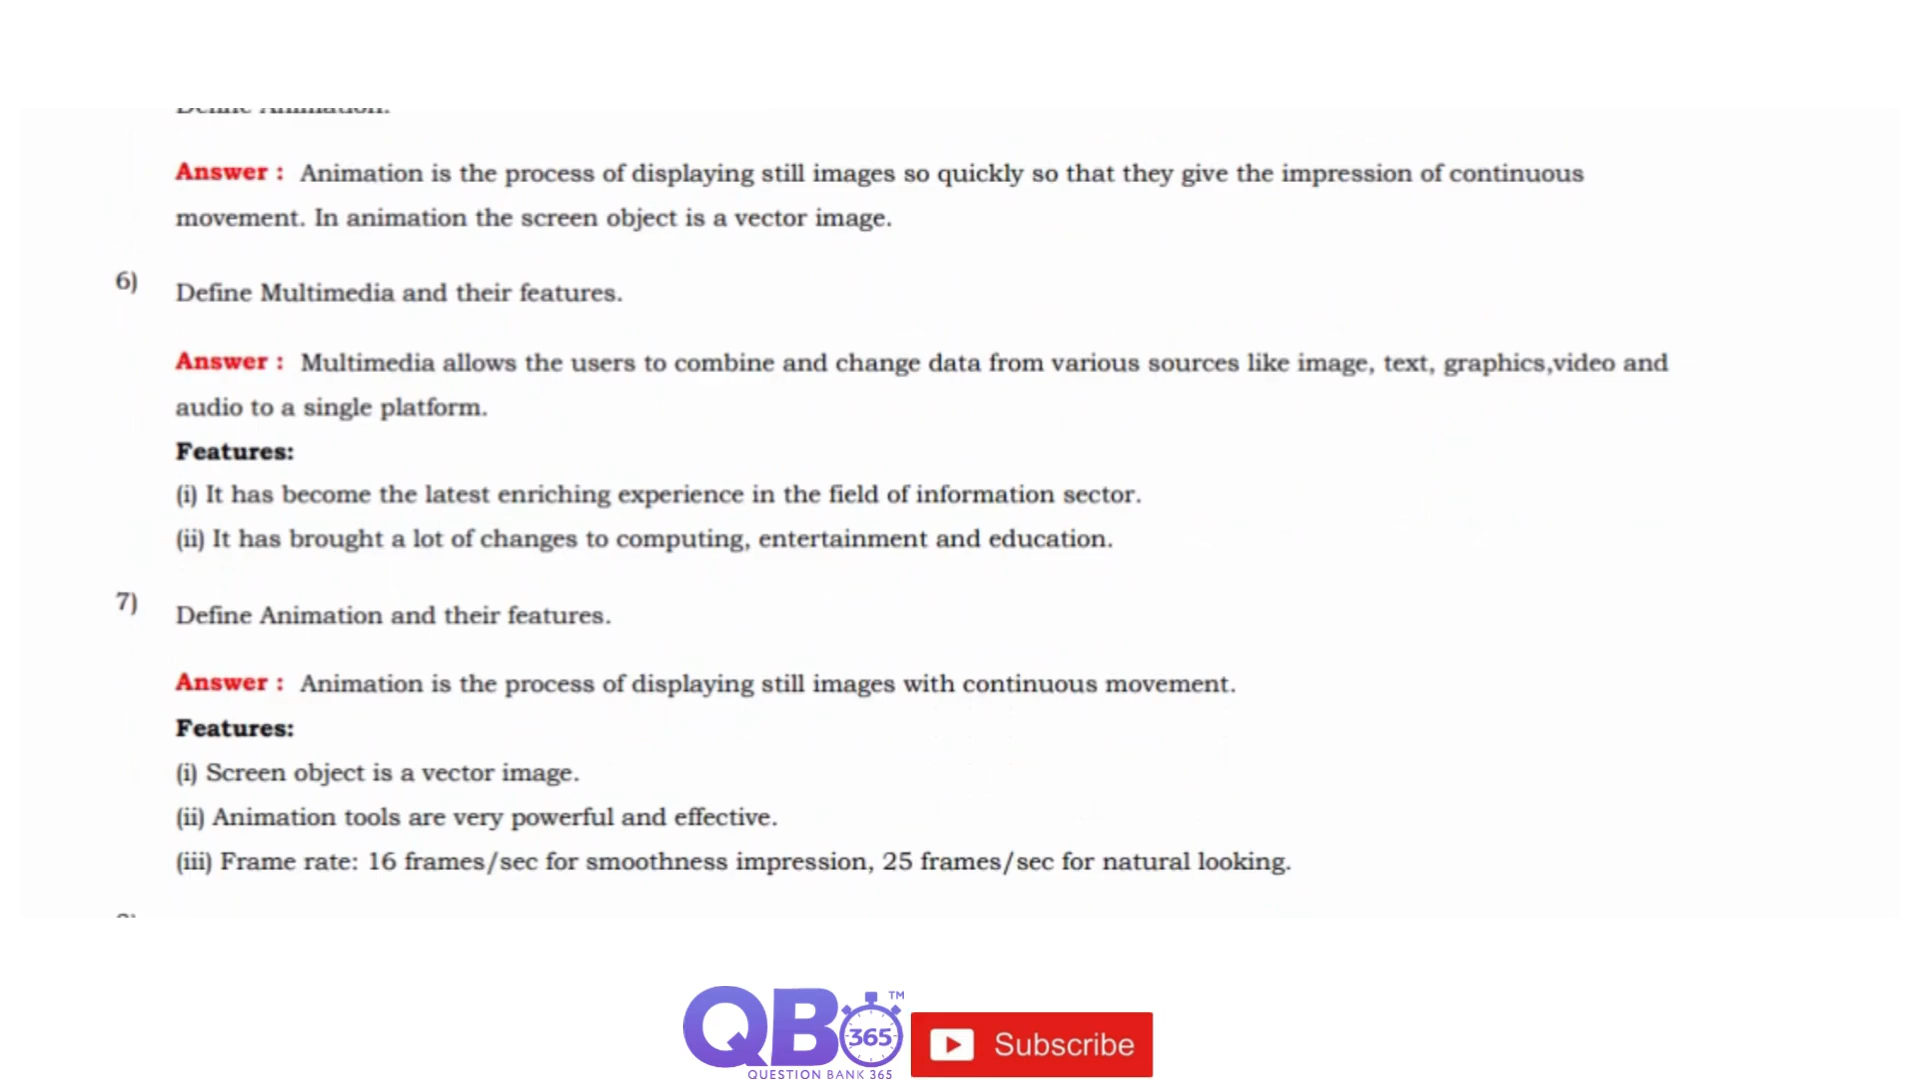 Define Animation.
Answer : Animation is the process of displaying still images so quickly so that they give the impression of continuous
movement. In animation the screen object is a vector image.
6)
Define Multimedia and their features.
Answer : Multimedia allows the users to combine and change data from various sources like image, text, graphics,video and
audio to a single platform.
Features:
(i) It has become the latest enriching experience in the field of information sector.
(ii) It has brought a lot of changes to computing, entertainment and education.
7)
Define Animation and their features.
Answer : Animation is the process of displaying still images with continuous movement.
Features:
(i) Screen object is a vector image.
(ii) Animation tools are very powerful and effective.
(iii) Frame rate: 16 frames/sec for smoothness impression, 25 frames/sec for natural looking.
QB 365 TM
QUESTION BANK 365
Subscribe